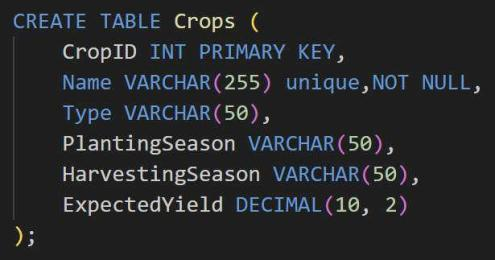 CREATE TABLE Crops (
CropID INT PRIMARY KEY,
Name VARCHAR(255) unique,NOT NULL,
Type VARCHAR(50),
PlantingSeason VARCHAR(50),
HarvestingSeason VARCHAR(50),
ExpectedYield DECIMAL(10, 2)
);